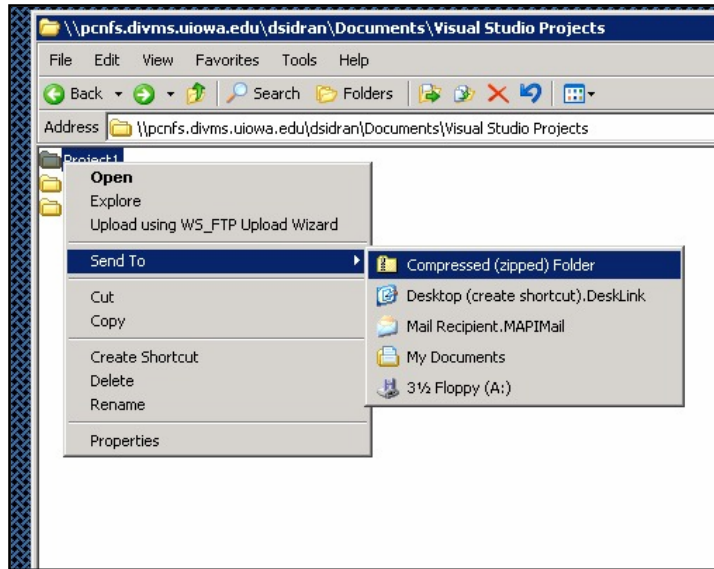 \\pcnfs.divms.uiowa.edu\dsidran\Documents\Visual Studio Projects
File Edit View Favorites Tools Help
Back Search Folders
Address \\pcnfs.divms.uiowa.edu\dsidran\Documents\Visual Studio Projects
Project1
Open
Explore
Upload using WS_FTP Upload Wizard
Send To
Cut
Copy
Create Shortcut
Delete
Rename
Properties
Compressed (zipped) Folder
Desktop (create shortcut).DeskLink
Mail Recipient.MAPIMail
My Documents
3½ Floppy (A:)